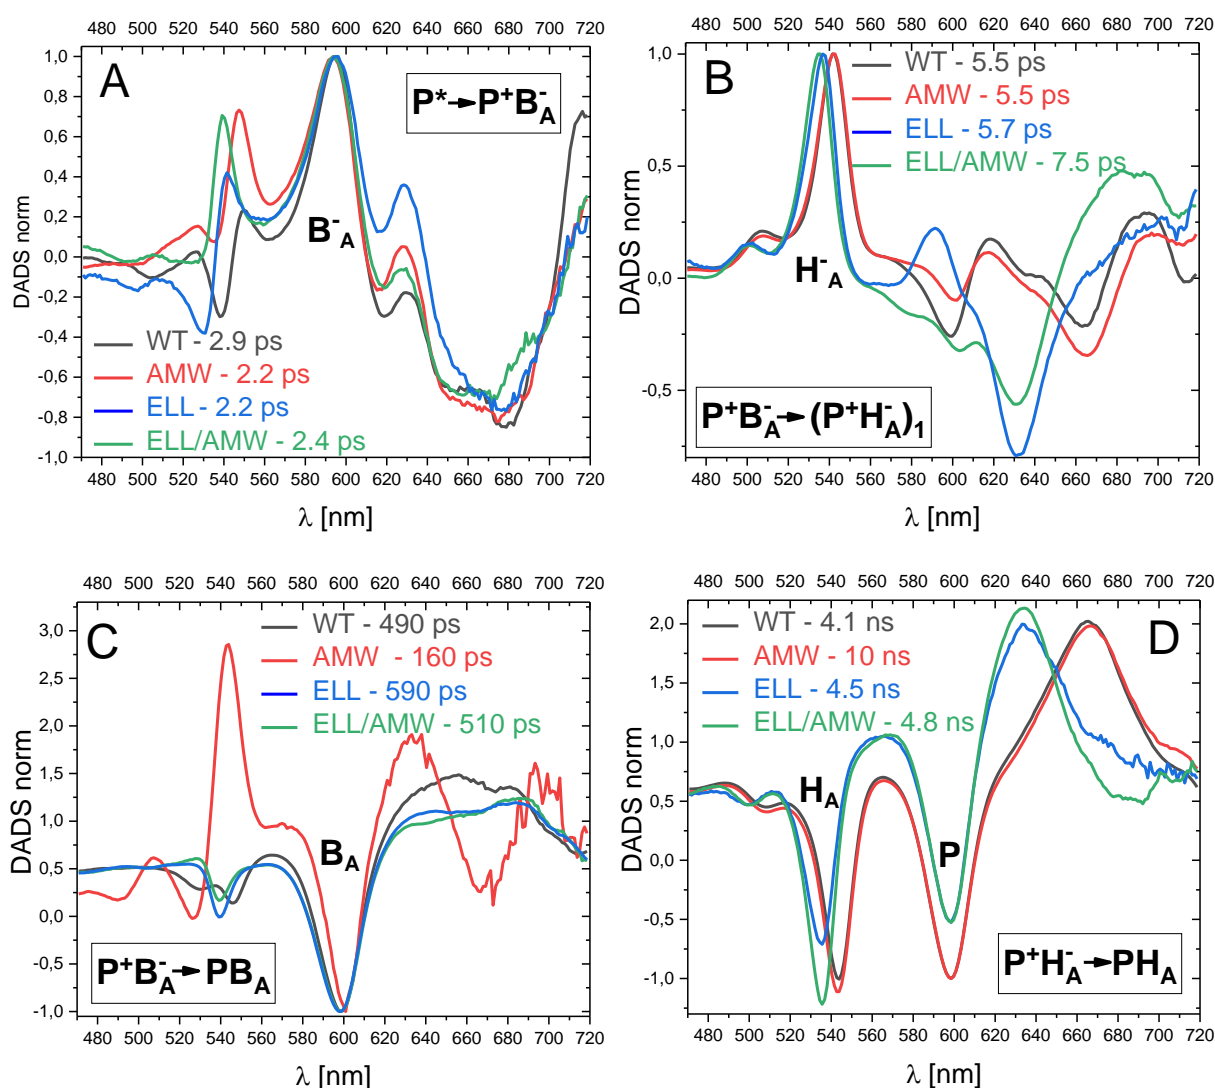 480 500 520 540 560 580 600 620 640 660 680 700 720
A
P*→P⁺B⁻A
1,0
0,8
0,6
0,4
0,2
0,0
-0,2
-0,4
-0,6
-0,8
-1,0
DADS norm
B⁻A
WT - 2.9 ps
AMW - 2.2 ps
ELL - 2.2 ps
ELL/AMW - 2.4 ps
480 500 520 540 560 580 600 620 640 660 680 700 720
λ [nm]
480 500 520 540 560 580 600 620 640 660 680 700 720
B
WT - 5.5 ps
AMW - 5.5 ps
ELL - 5.7 ps
ELL/AMW - 7.5 ps
1,0
0,5
0,0
-0,5
DADS norm
H⁻A
P⁺B⁻A→(P⁺H⁻A)1
480 500 520 540 560 580 600 620 640 660 680 700 720
λ [nm]
480 500 520 540 560 580 600 620 640 660 680 700 720
C
WT - 490 ps
AMW - 160 ps
ELL - 590 ps
ELL/AMW - 510 ps
3,0
2,5
2,0
1,5
1,0
0,5
0,0
-0,5
-1,0
DADS norm
BA
P⁺B⁻A→PBA
480 500 520 540 560 580 600 620 640 660 680 700 720
λ [nm]
480 500 520 540 560 580 600 620 640 660 680 700 720
WT - 4.1 ns
AMW - 10 ns
ELL - 4.5 ns
ELL/AMW - 4.8 ns
D
2,0
1,5
1,0
0,5
0,0
-0,5
-1,0
DADS norm
HA
P
P⁺H⁻A→PHA
480 500 520 540 560 580 600 620 640 660 680 700 720
λ [nm]